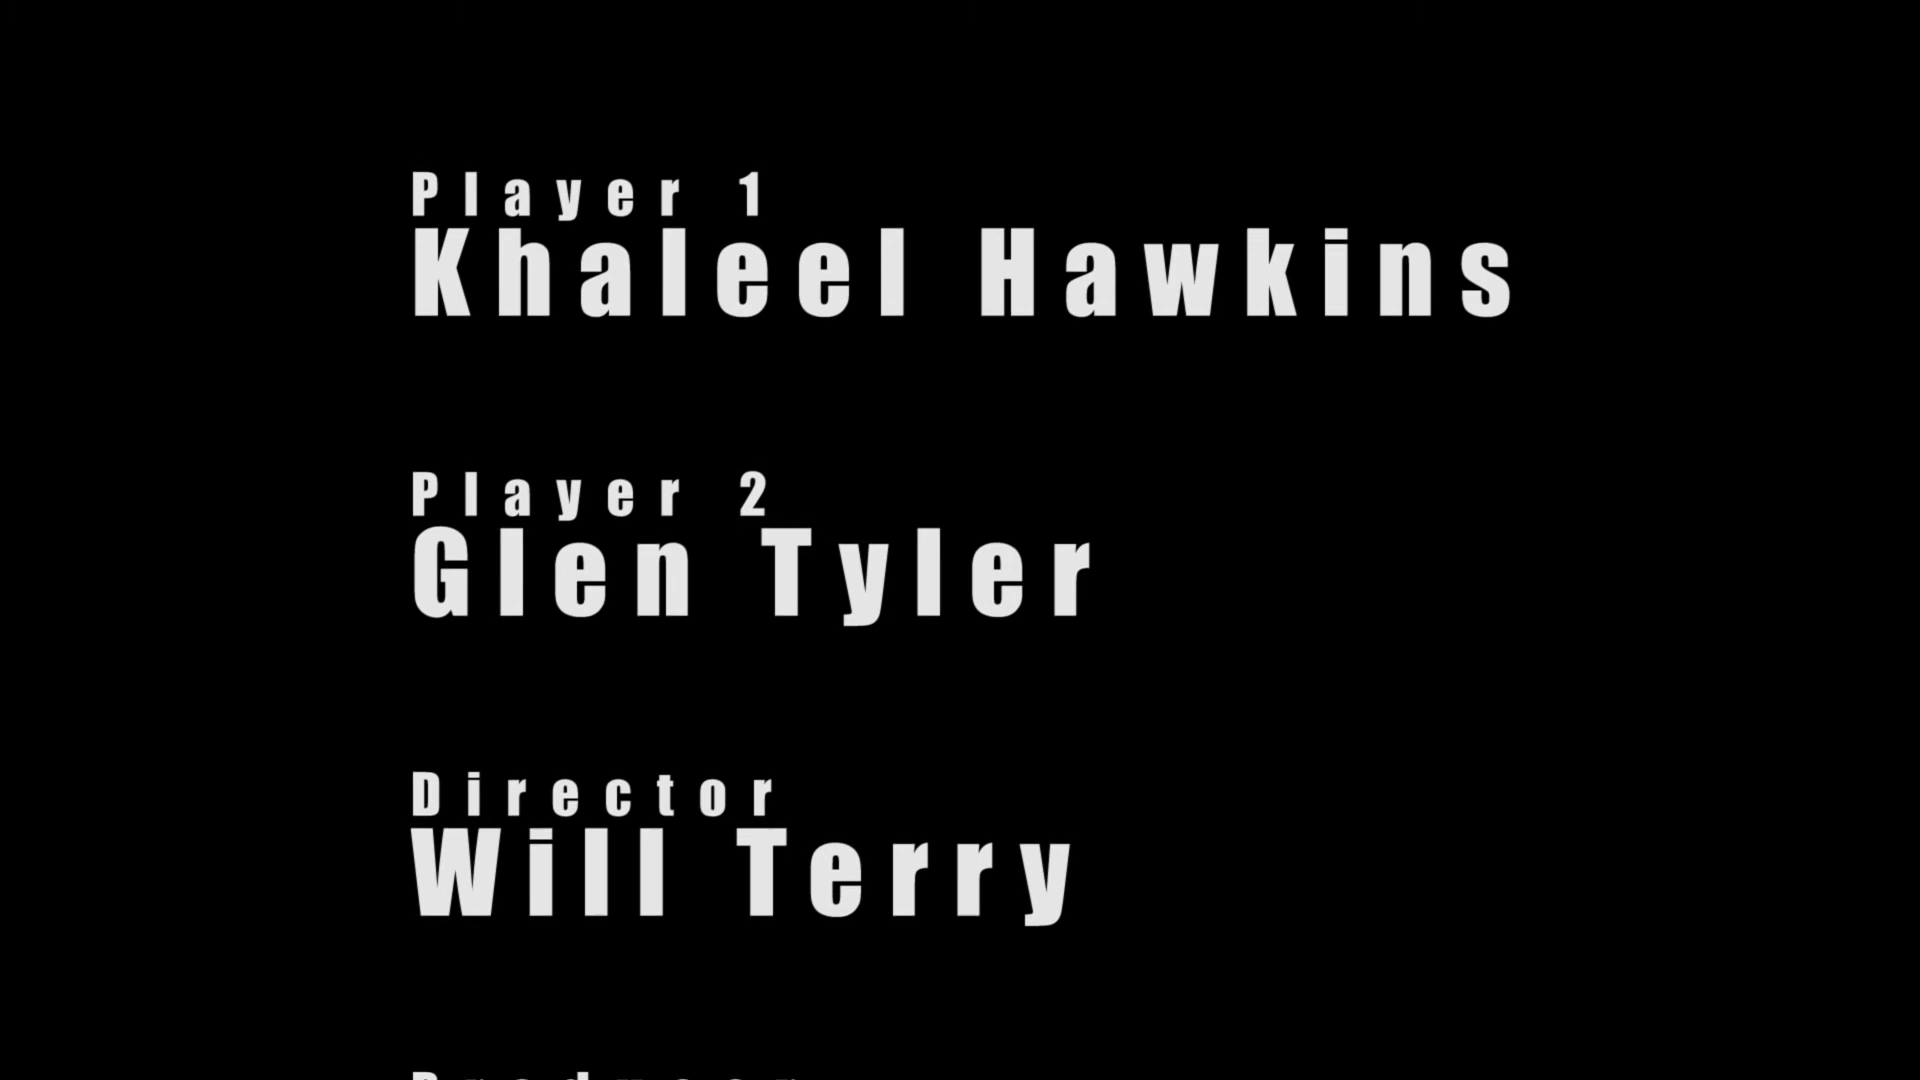 Player 1
Khaleel Hawkins
Player 2
Glen Tyler
Director
Will Terry